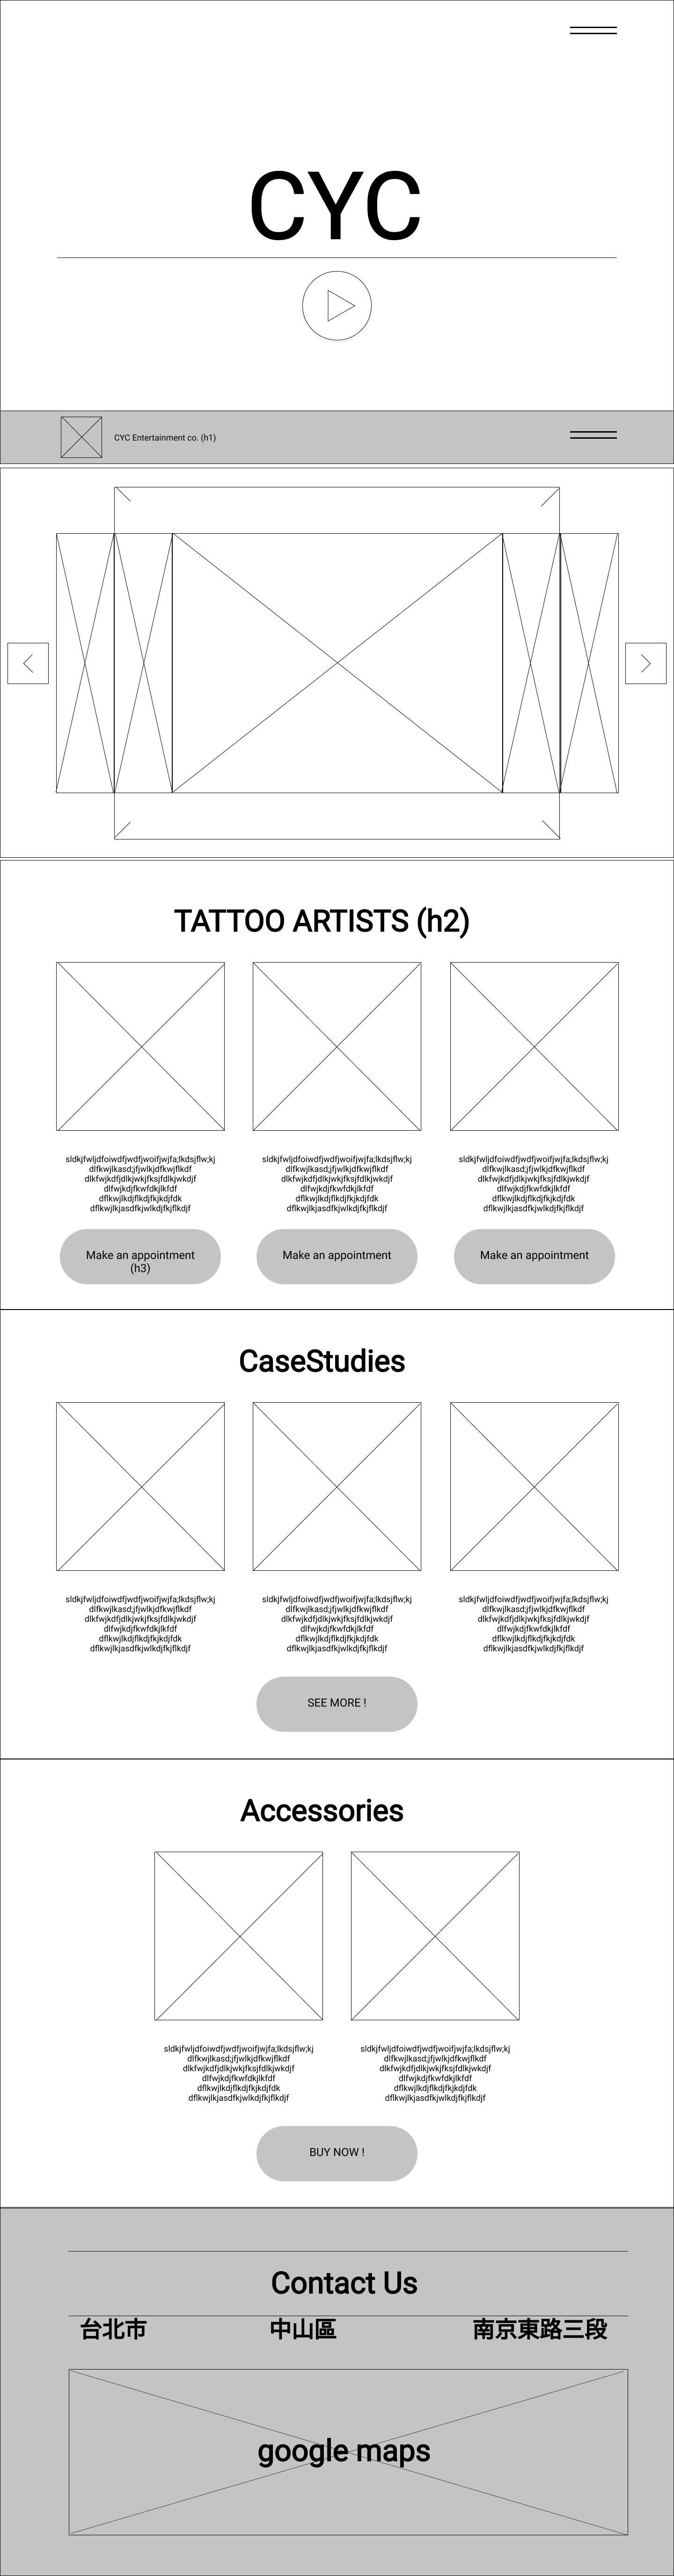 CYC
CYC Entertainment co. (h1)
TATTOO ARTISTS (h2)
sldkjfwljdfoiwdfjwdfjwoifjwjfa;lkdsjflw;kj
dlfkwjlkasd;jfjwlkjdfkwjflkdf
dlkfwjkdfjdlkjwkjfksjfdlkjwkdjf
dlfwjkdjfkwfdkjlkfdf
dflkwjlkdjflkdjfkjkdjfdk
dflkwjlkjasdfkjwlkdjfkjflkdjf
sldkjfwljdfoiwdfjwdfjwoifjwjfa;lkdsjflw;kj
dlfkwjlkasd;jfjwlkjdfkwjflkdf
dlkfwjkdfjdlkjwkjfksjfdlkjwkdjf
dlfwjkdjfkwfdkjlkfdf
dflkwjlkdjflkdjfkjkdjfdk
dflkwjlkjasdfkjwlkdjfkjflkdjf
sldkjfwljdfoiwdfjwdfjwoifjwjfa;lkdsjflw;kj
dlfkwjlkasd;jfjwlkjdfkwjflkdf
dlkfwjkdfjdlkjwkjfksjfdlkjwkdjf
dlfwjkdjfkwfdkjlkfdf
dflkwjlkdjflkdjfkjkdjfdk
dflkwjlkjasdfkjwlkdjfkjflkdjf
Make an appointment
(h3)
Make an appointment
Make an appointment
CaseStudies
sldkjfwljdfoiwdfjwdfjwoifjwjfa;lkdsjflw;kj
dlfkwjlkasd;jfjwlkjdfkwjflkdf
dlkfwjkdfjdlkjwkjfksjfdlkjwkdjf
dlfwjkdjfkwfdkjlkfdf
dflkwjlkdjflkdjfkjkdjfdk
dflkwjlkjasdfkjwlkdjfkjflkdjf
sldkjfwljdfoiwdfjwdfjwoifjwjfa;lkdsjflw;kj
dlfkwjlkasd;jfjwlkjdfkwjflkdf
dlkfwjkdfjdlkjwkjfksjfdlkjwkdjf
dlfwjkdjfkwfdkjlkfdf
dflkwjlkdjflkdjfkjkdjfdk
dflkwjlkjasdfkjwlkdjfkjflkdjf
sldkjfwljdfoiwdfjwdfjwoifjwjfa;lkdsjflw;kj
dlfkwjlkasd;jfjwlkjdfkwjflkdf
dlkfwjkdfjdlkjwkjfksjfdlkjwkdjf
dlfwjkdjfkwfdkjlkfdf
dflkwjlkdjflkdjfkjkdjfdk
dflkwjlkjasdfkjwlkdjfkjflkdjf
SEE MORE !
Accessories
sldkjfwljdfoiwdfjwdfjwoifjwjfa;lkdsjflw;kj
dlfkwjlkasd;jfjwlkjdfkwjflkdf
dlkfwjkdfjdlkjwkjfksjfdlkjwkdjf
dlfwjkdjfkwfdkjlkfdf
dflkwjlkdjflkdjfkjkdjfdk
dflkwjlkjasdfkjwlkdjfkjflkdjf
sldkjfwljdfoiwdfjwdfjwoifjwjfa;lkdsjflw;kj
dlfkwjlkasd;jfjwlkjdfkwjflkdf
dlkfwjkdfjdlkjwkjfksjfdlkjwkdjf
dlfwjkdjfkwfdkjlkfdf
dflkwjlkdjflkdjfkjkdjfdk
dflkwjlkjasdfkjwlkdjfkjflkdjf
BUY NOW !
Contact Us
台北市
中山區
南京東路三段
google maps